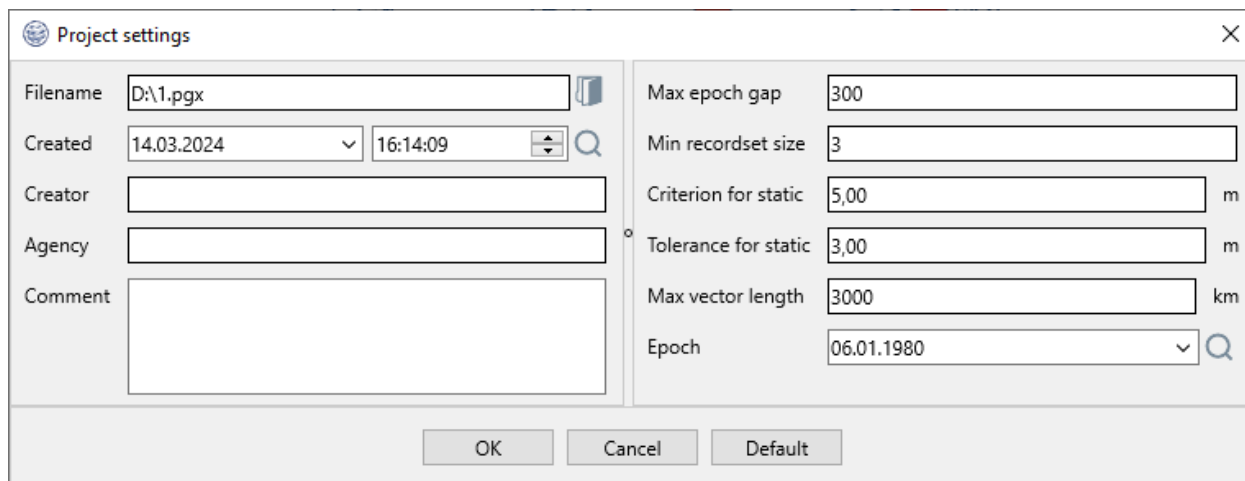 Project settings
Filename D:\1.pgx
Created 14.03.2024 16:14:09
Creator
Agency
Comment
Max epoch gap 300
Min recordset size 3
Criterion for static 5,00 m
Tolerance for static 3,00 m
Max vector length 3000 km
Epoch 06.01.1980
OK Cancel Default